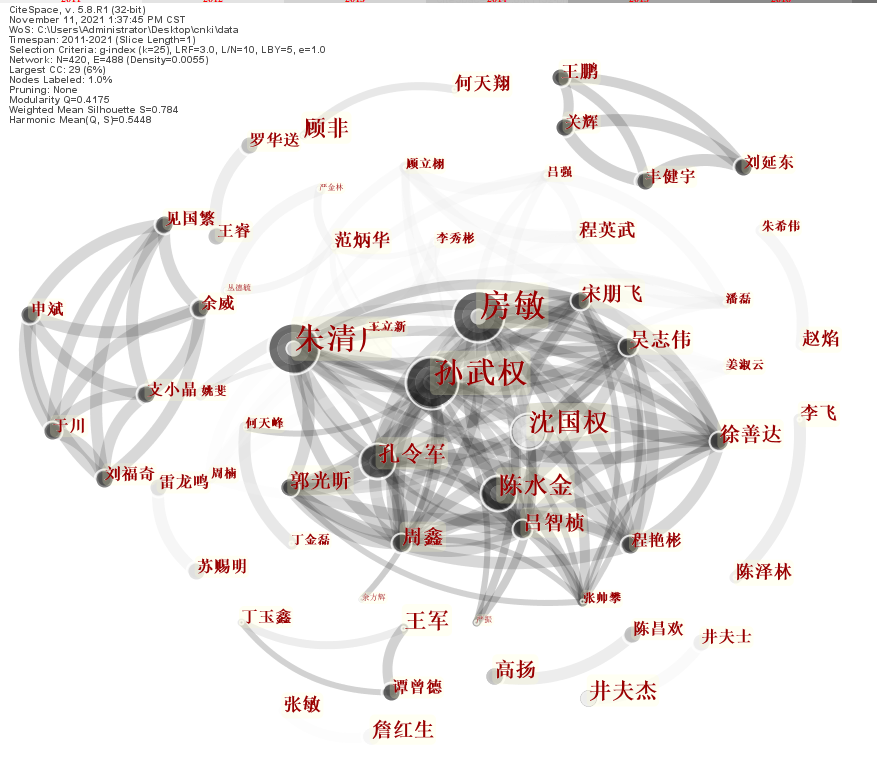 2011 2012 2013 2014 2015 2016
CiteSpace, v. 5.8.R1 (32-bit)
November 11, 2021 1:37:45 PM CST
WoS: C:\Users\Administrator\Desktop\cnki\data
Timespan: 2011-2021 (Slice Length=1)
Selection Criteria: g-index (k=25), LRF=3.0, L/N=10, LBY=5, e=1.0
Network: N=420, E=488 (Density=0.0055)
Largest CC: 29 (6%)
Nodes Labeled: 1.0%
Pruning: None
Modularity Q=0.4175
Weighted Mean Silhouette S=0.784
Harmonic Mean(Q, S)=0.5448
王鹏
何天翔
关辉
顾非
罗华送
刘延东
顾立栩
吕强
丰健宇
严金林
见国繁
王睿
朱希伟
程英武
范炳华
李秀彬
丛德毓
宋朋飞
潘磊
余威
房敏
申斌
王立新
朱清广
吴志伟
赵焰
姜淑云
孙武权
支小晶
姚斐
李飞
沈国权
何天峰
于川
徐善达
孔令军
刘福奇
周楠
雷龙鸣
郭光昕
陈水金
吕智桢
周鑫
丁金磊
程艳彬
苏赐明
陈泽林
余方辉
张帅攀
丁玉鑫
王军
陈昌欢
井夫士
高扬
谭曾德
井夫杰
张敏
詹红生